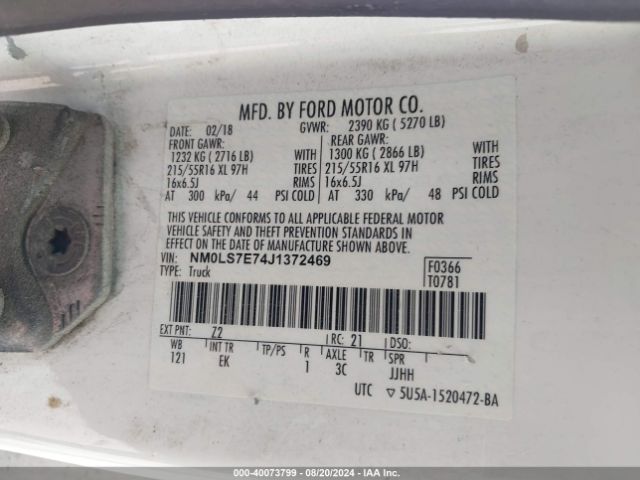 MFD. BY FORD MOTOR CO.
DATE: 02/18 GVWR: 2390 KG ( 5270 LB)
FRONT GAWR: REAR GAWR:
1232 KG ( 2716 LB) WITH 1300 KG ( 2866 LB) WITH
215/55R16 XL 97H TIRES 215/55R16 XL 97H TIRES
16x6.5J RIMS 16x6.5J RIMS
AT 300 kPa/ 44 PSI COLD AT 330 kPa/ 48 PSI COLD
THIS VEHICLE CONFORMS TO ALL APPLICABLE FEDERAL MOTOR
VEHICLE SAFETY AND THEFT PREVENTION STANDARDS IN
EFFECT ON THE DATE OF MANUFACTURE SHOWN ABOVE.
VIN: NM0LS7E74J1372469 F0366
TYPE: Truck T0781
EXT PNT: Z2 RC: 21 DSO:
WB INT TR TP/PS R AXLE TR SPR
121 EK 1 3C JJHH
UTC ▽ 5U5A-1520472-BA
000-40073799 - 08/20/2024 - IAA Inc.